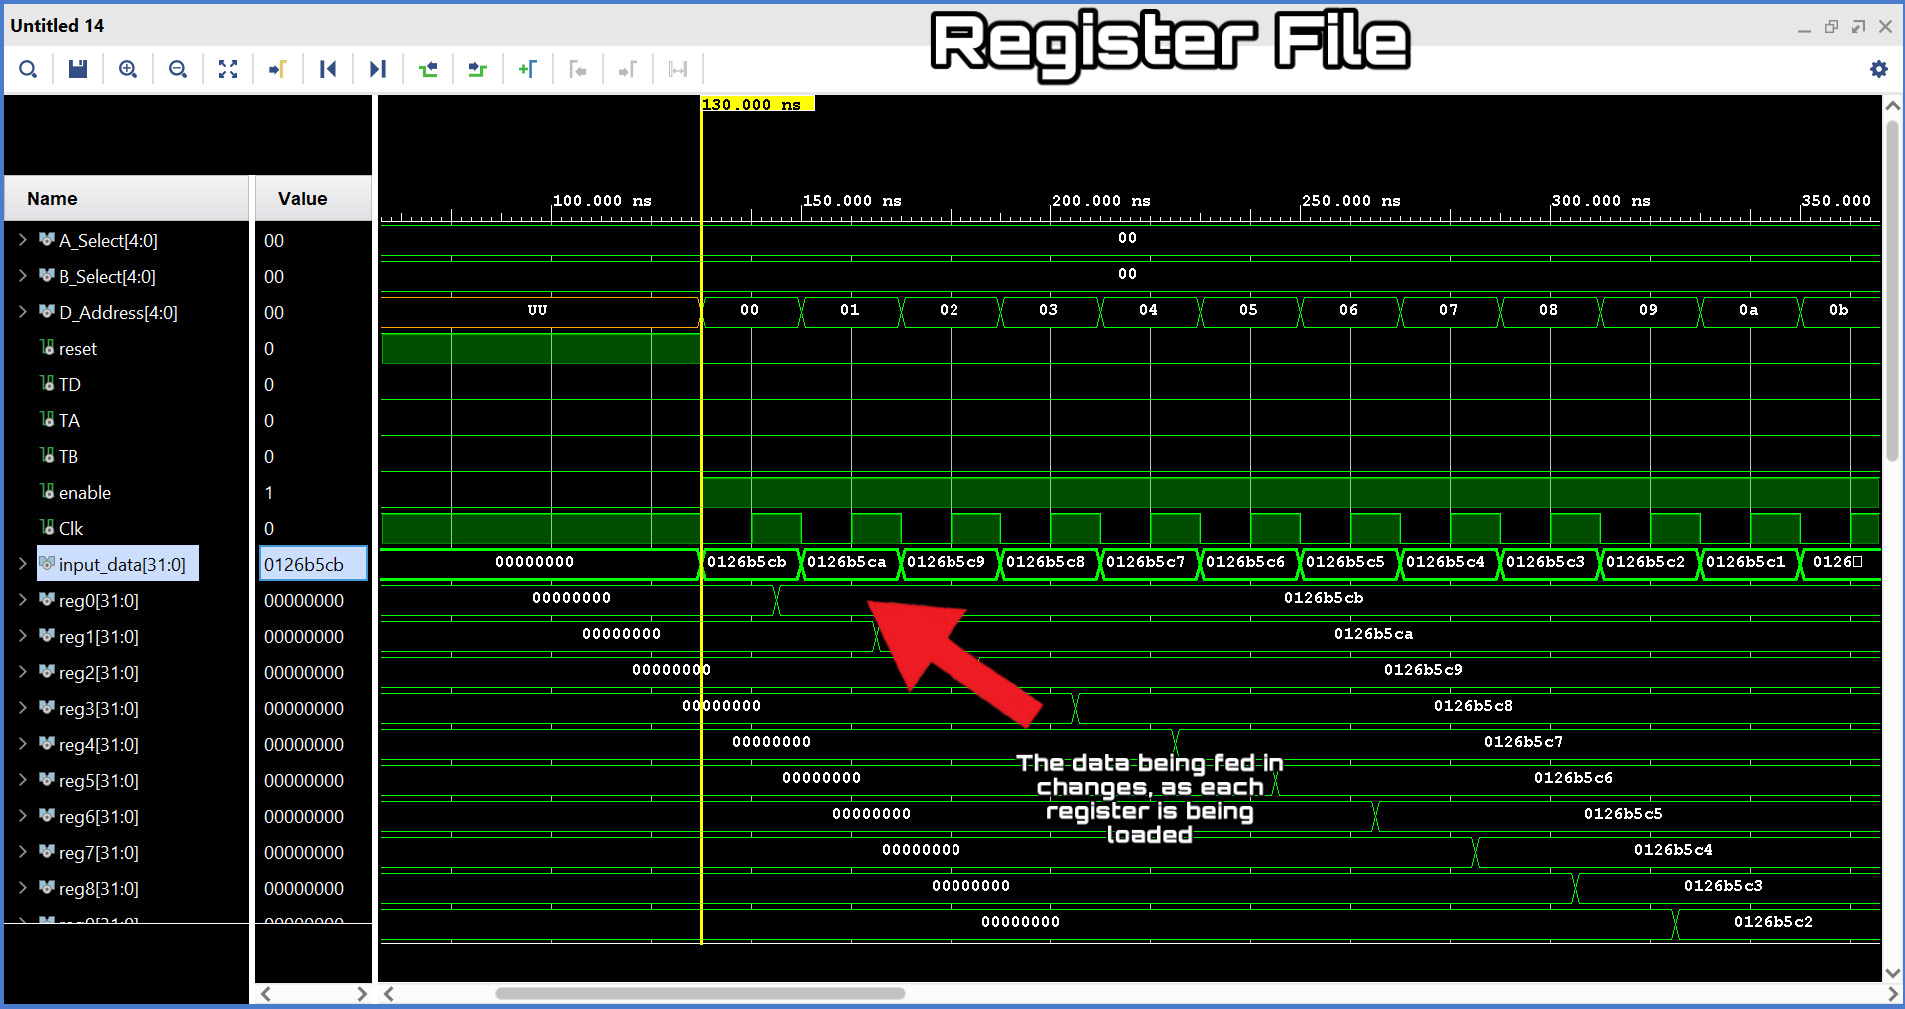 Untitled 14
Register File
130.000 ns
Name Value
100.000 ns 150.000 ns 200.000 ns 250.000 ns 300.000 ns 350.000
A_Select[4:0] 00 00
B_Select[4:0] 00 00
D_Address[4:0] 00 UU 00 01 02 03 04 05 06 07 08 09 0a 0b
reset 0
TD 0
TA 0
TB 0
enable 1
Clk 0
input_data[31:0] 0126b5cb 00000000 0126b5cb 0126b5ca 0126b5c9 0126b5c8 0126b5c7 0126b5c6 0126b5c5 0126b5c4 0126b5c3 0126b5c2 0126b5c1 0126
reg0[31:0] 00000000 00000000 0126b5cb
reg1[31:0] 00000000 00000000 0126b5ca
reg2[31:0] 00000000 00000000 0126b5c9
reg3[31:0] 00000000 00000000 0126b5c8
reg4[31:0] 00000000 00000000 0126b5c7
The data being fed in
changes, as each
register is being
loaded
reg5[31:0] 00000000 00000000 0126b5c6
reg6[31:0] 00000000 00000000 0126b5c5
reg7[31:0] 00000000 00000000 0126b5c4
reg8[31:0] 00000000 00000000 0126b5c3
reg9[31:0] 00000000 00000000 0126b5c2